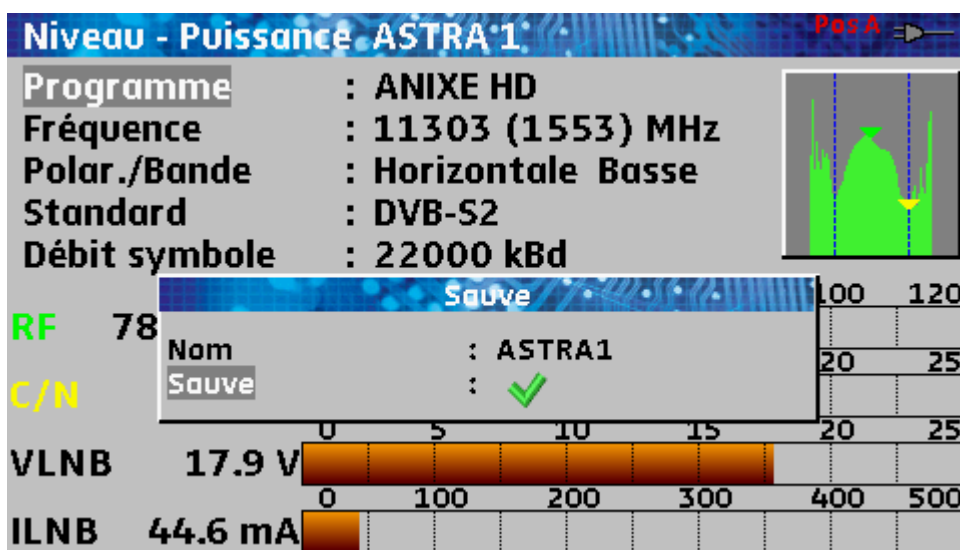 Niveau - Puissance ASTRA 1 Pos A
Programme : ANIXE HD
Fréquence : 11303 (1553) MHz
Polar./Bande : Horizontale Basse
Standard : DVB-S2
Débit symbole : 22000 kBd
Sauve
Nom : ASTRA1
Sauve :
RF 78
100 120
C/N
20 25
0 5 10 15 20 25
VLNB 17.9 V
0 100 200 300 400 500
ILNB 44.6 mA